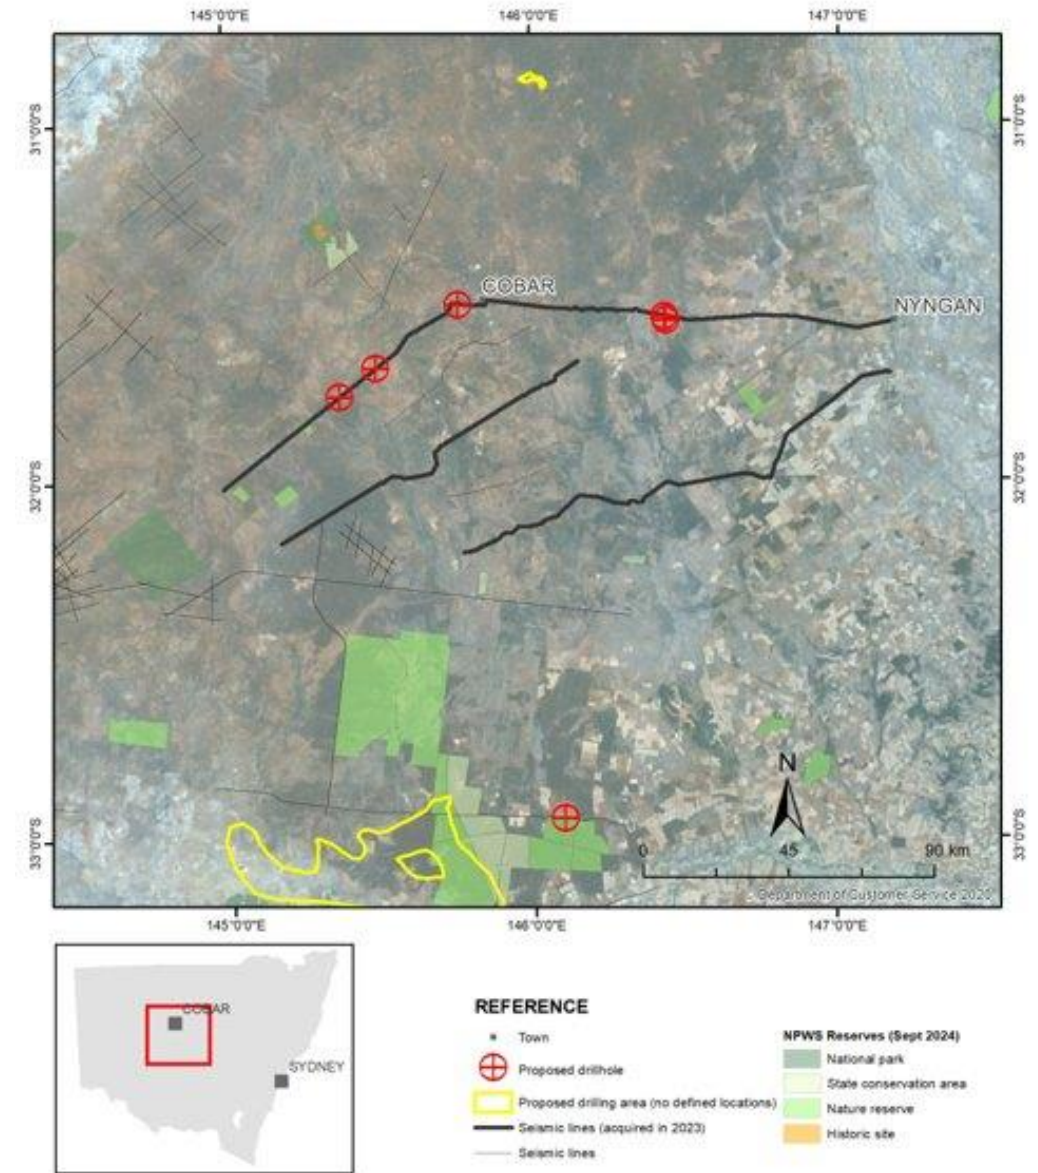 145°0'0"E 146°0'0"E 147°0'0"E
31°0'0"S 31°0'0"S
COBAR
NYNGAN
32°0'0"S 32°0'0"S
N
33°0'0"S 33°0'0"S
0 45 90 km
Department of Customer Service 2020
145°0'0"E 146°0'0"E 147°0'0"E
COBAR
SYDNEY
REFERENCE
Town
Proposed drillhole
Proposed drilling area (no defined locations)
Seismic lines (acquired in 2023)
Seismic lines
NPWS Reserves (Sept 2024)
National park
State conservation area
Nature reserve
Historic site